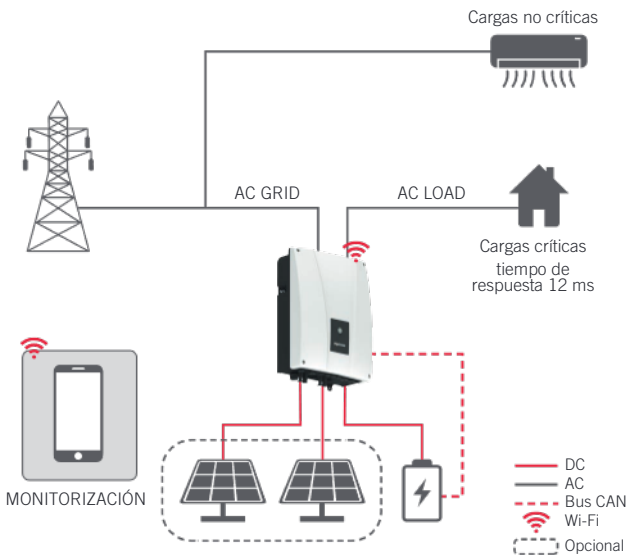 Cargas no críticas
AC GRID
AC LOAD
Cargas críticas
tiempo de
respuesta 12 ms
MONITORIZACIÓN
DC
AC
Bus CAN
Wi-Fi
Opcional